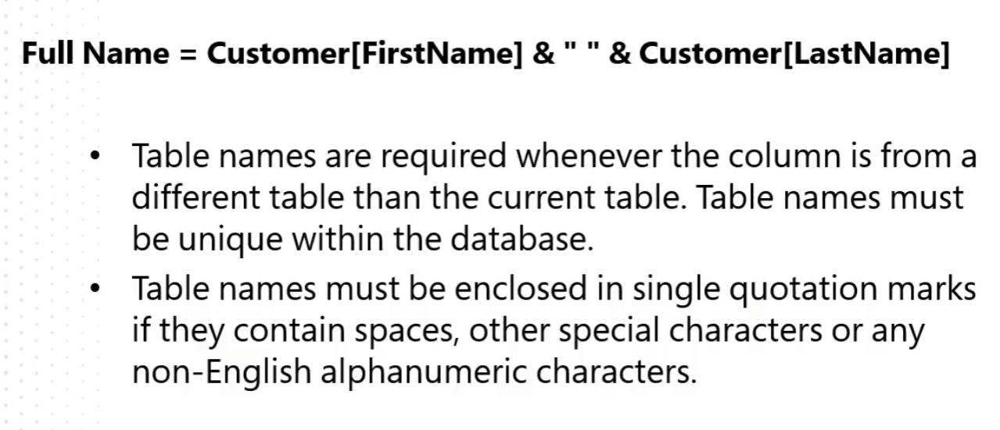 Full Name = Customer[FirstName] & " " & Customer[LastName]
• Table names are required whenever the column is from a
different table than the current table. Table names must
be unique within the database.
• Table names must be enclosed in single quotation marks
if they contain spaces, other special characters or any
non-English alphanumeric characters.